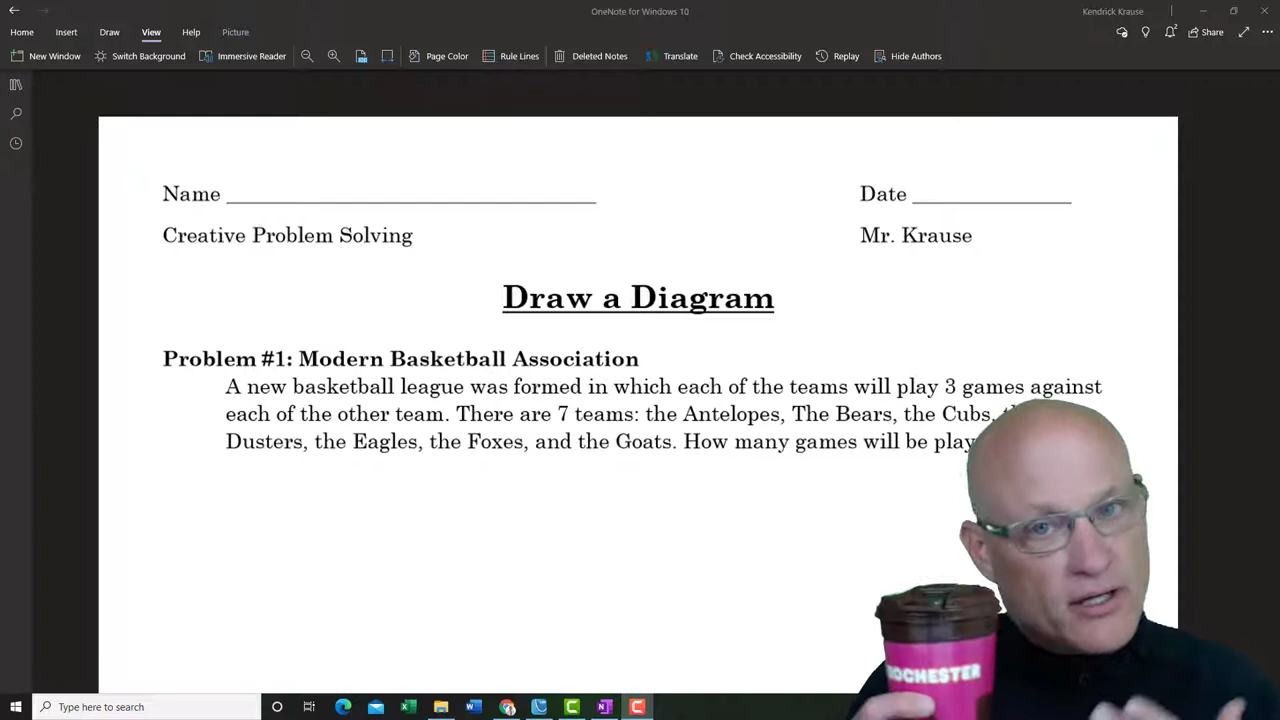 OneNote for Windows 10
Kendrick Krause
Home Insert Draw View Help Picture
Share
New Window Switch Background Immersive Reader Page Color Rule Lines Deleted Notes Translate Check Accessibility Replay Hide Authors
Name
Date
Creative Problem Solving
Mr. Krause
Draw a Diagram
Problem #1: Modern Basketball Association
A new basketball league was formed in which each of the teams will play 3 games against
each of the other team. There are 7 teams: the Antelopes, The Bears, the Cubs,
Dusters, the Eagles, the Foxes, and the Goats. How many games will be play
ROCHESTER
Type here to search